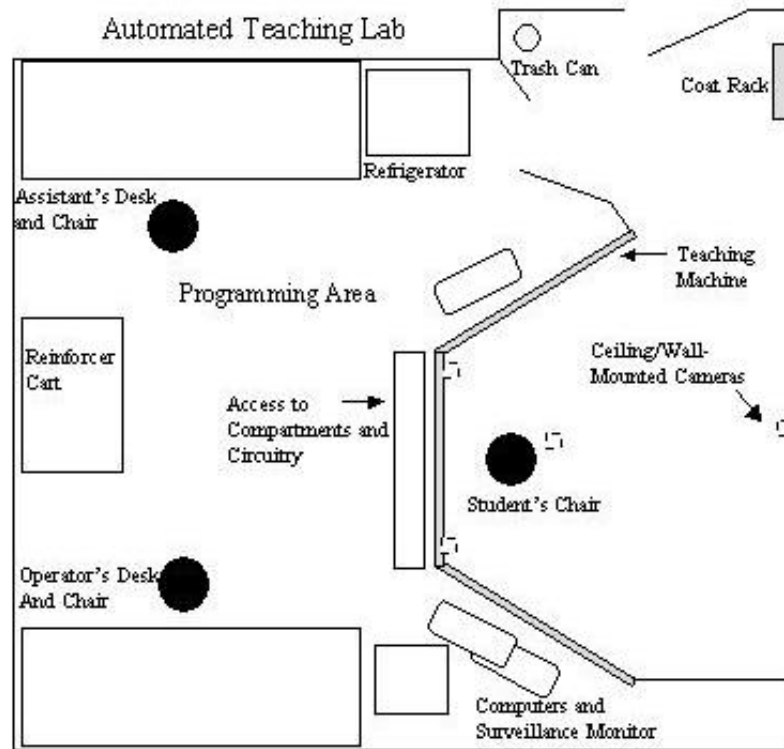 Automated Teaching Lab
Trash Can
Coat Rack
Refrigerator
Assistant's Desk
and Chair
Teaching
Machine
Programming Area
Reinforcer
Cart
Ceiling/Wall-
Mounted Cameras
Access to
Compartments and
Circuitry
Student's Chair
Operator's Desk
And Chair
Computers and
Surveillance Monitor